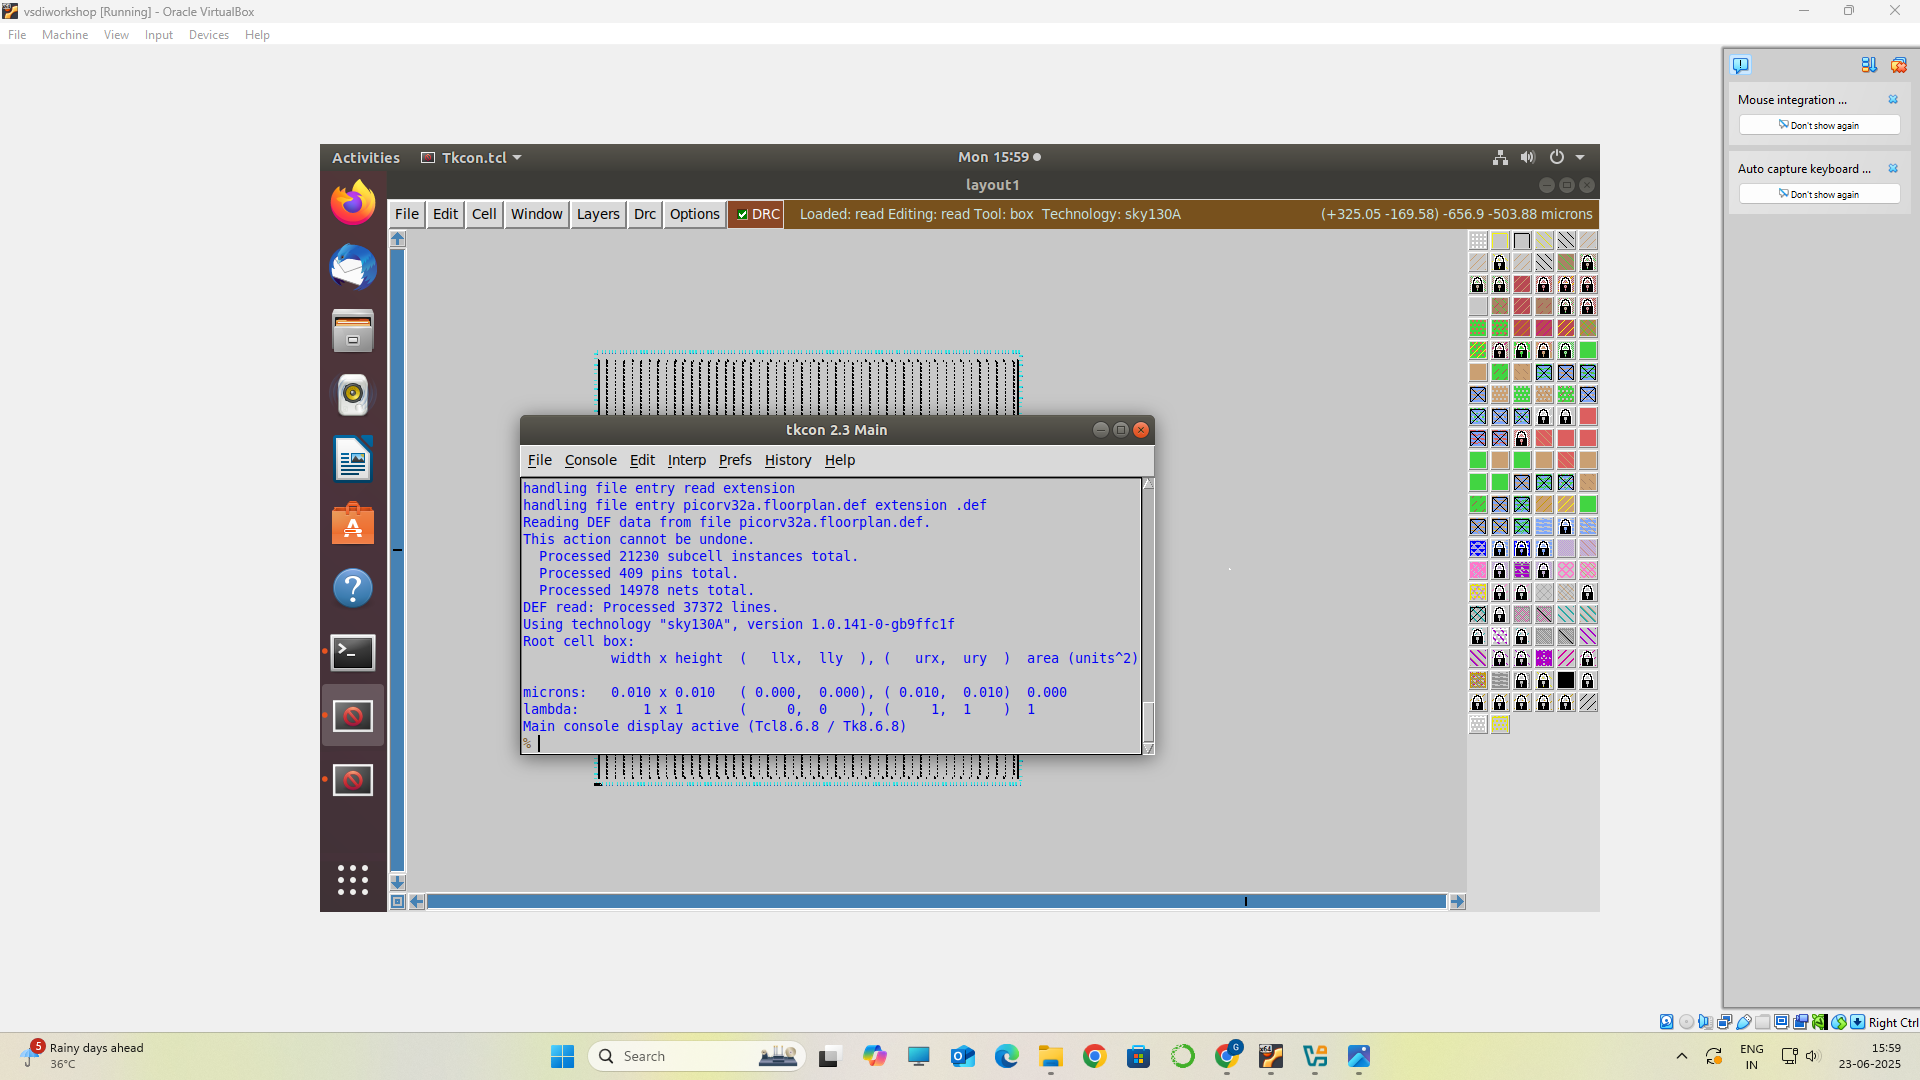 vsdiworkshop [Running] - Oracle VirtualBox
File Machine View Input Devices Help
Mouse integration ...
Don't show again
Auto capture keyboard ...
Don't show again
Activities Tkcon.tcl Mon 15:59
layout1
File Edit Cell Window Layers Drc Options DRC Loaded: read Editing: read Tool: box Technology: sky130A (+325.05 -169.58) -656.9 -503.88 microns
tkcon 2.3 Main
File Console Edit Interp Prefs History Help
handling file entry read extension
handling file entry picorv32a.floorplan.def extension .def
Reading DEF data from file picorv32a.floorplan.def.
This action cannot be undone.
Processed 21230 subcell instances total.
Processed 409 pins total.
Processed 14978 nets total.
DEF read: Processed 37372 lines.
Using technology "sky130A", version 1.0.141-0-gb9ffc1f
Root cell box:
width x height ( llx, lly ), ( urx, ury ) area (units^2)
microns: 0.010 x 0.010 ( 0.000, 0.000), ( 0.010, 0.010) 0.000
lambda: 1 x 1 ( 0, 0 ), ( 1, 1 ) 1
Main console display active (Tcl8.6.8 / Tk8.6.8)
%
Right Ctrl
5
Rainy days ahead
36°C
Search
G
x64
ENG
IN
15:59
23-06-2025